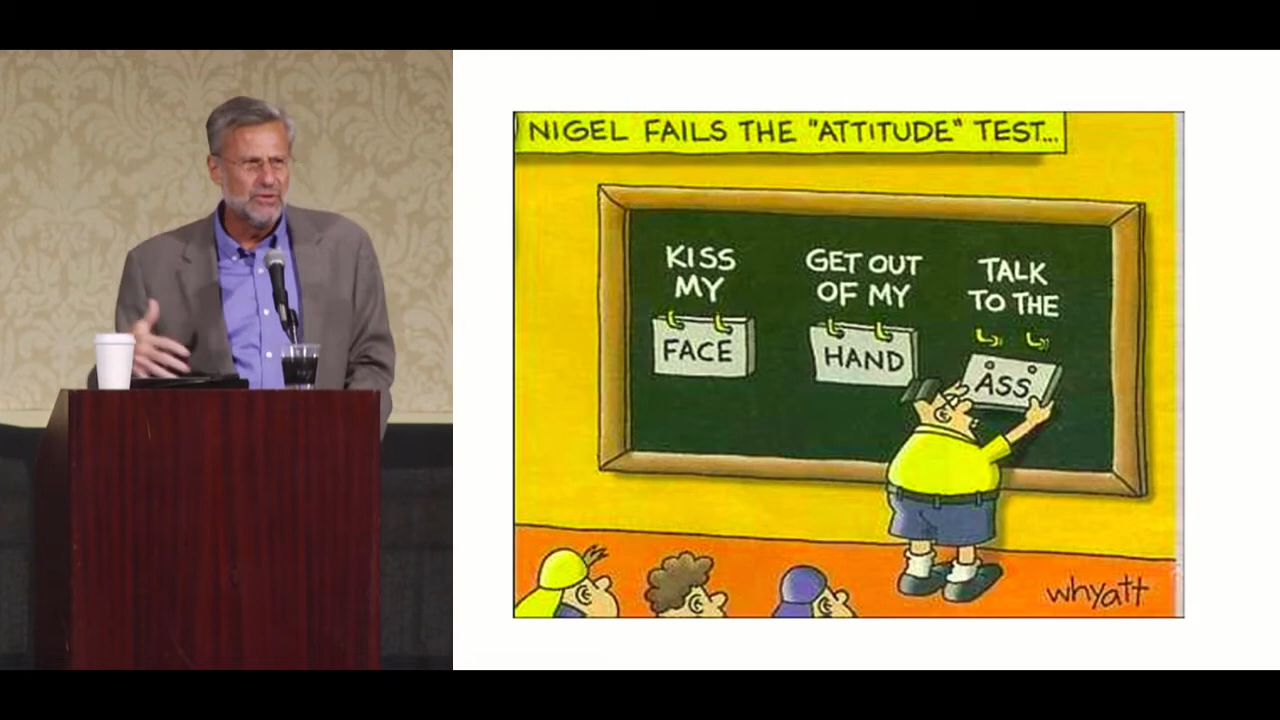 NIGEL FAILS THE "ATTITUDE" TEST...
KISS
MY
FACE
GET OUT
OF MY
HAND
TALK
TO THE
ASS
whyatt